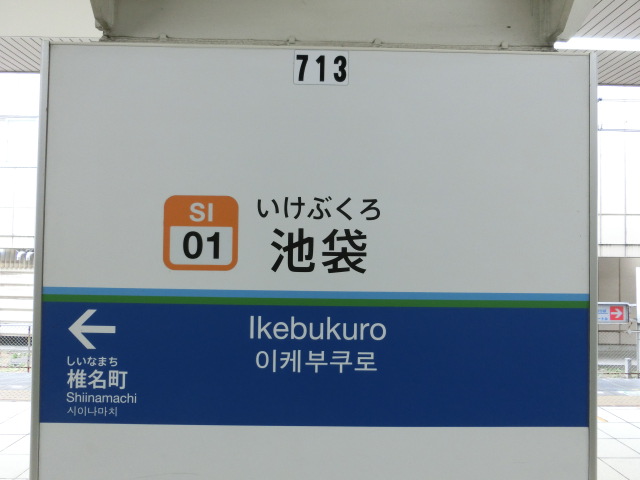 713
SI
01
いけぶくろ
池袋
Ikebukuro
이케부쿠로
しいなまち
椎名町
Shiinamachi
시이나마치